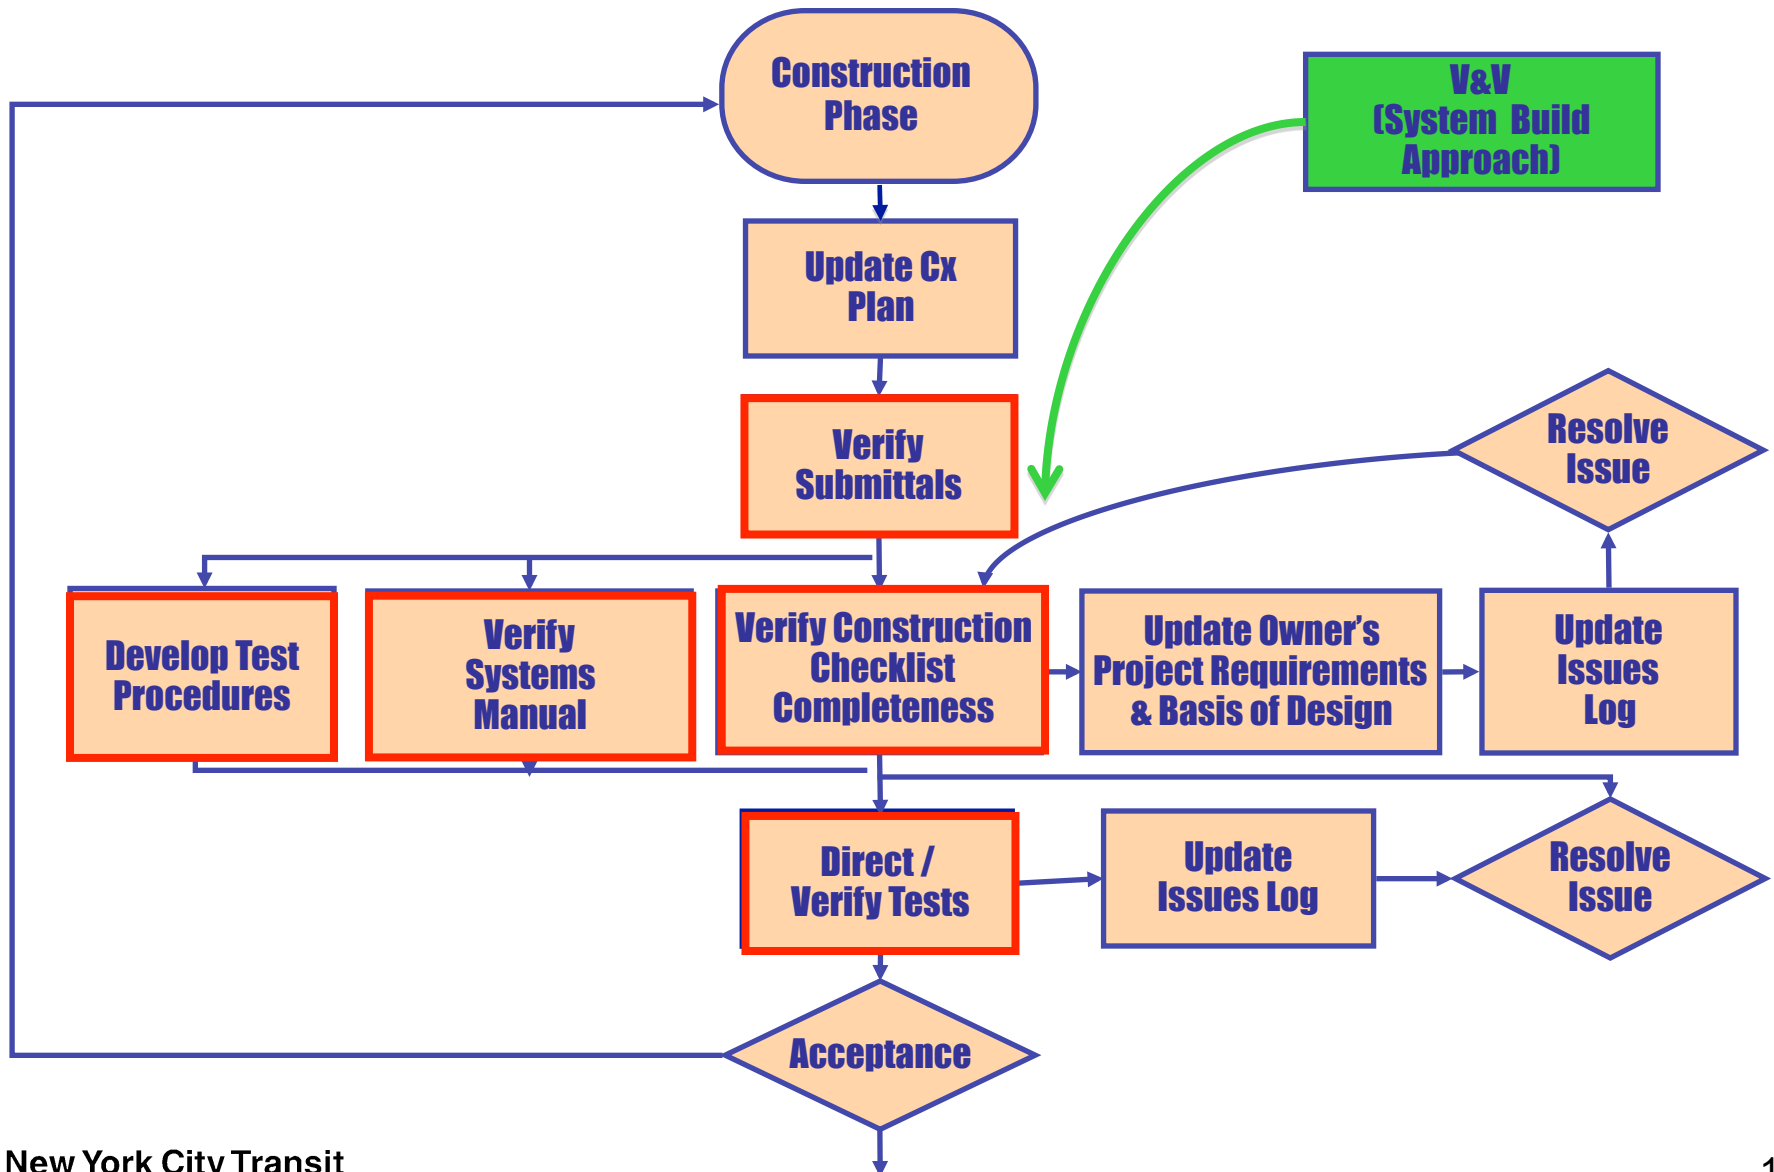 Construction
Phase
V&V
(System Build
Approach)
Update Cx
Plan
Verify
Submittals
Resolve
Issue
Develop Test
Procedures
Verify
Systems
Manual
Verify Construction
Checklist
Completeness
Update Owner’s
Project Requirements
& Basis of Design
Update
Issues
Log
Direct /
Verify Tests
Update
Issues Log
Resolve
Issue
Acceptance
New York City Transit
1